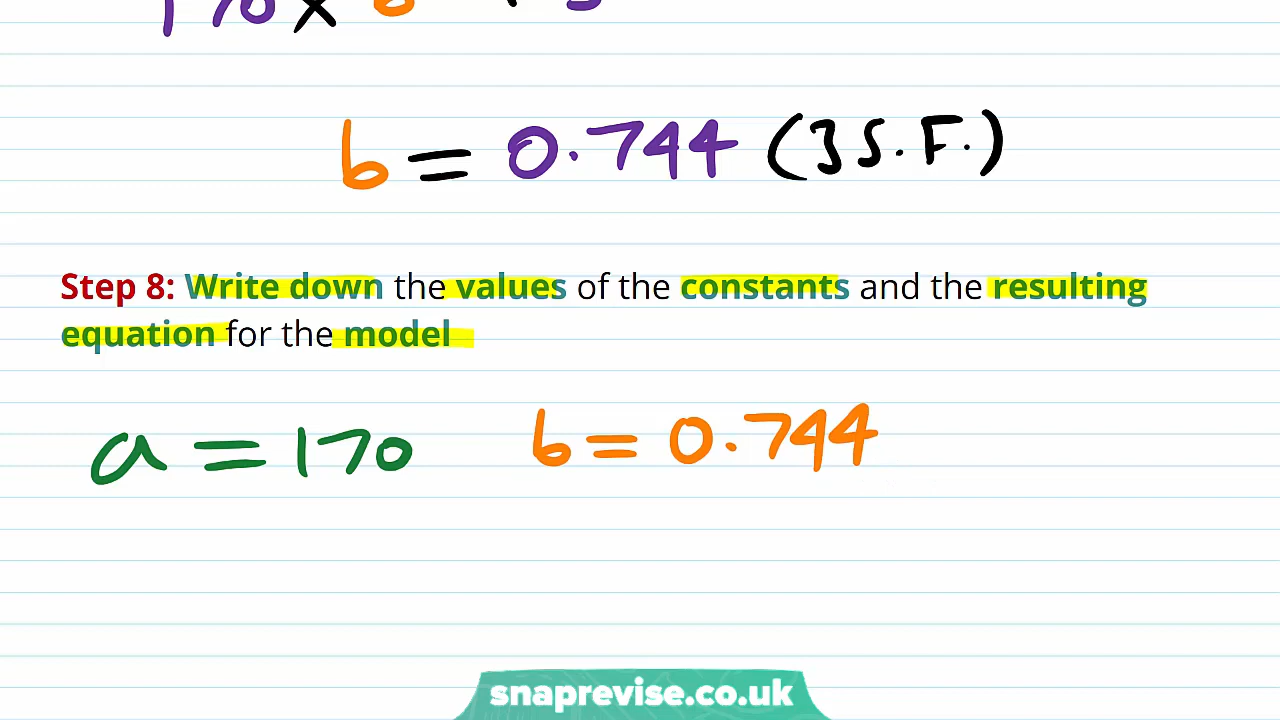 170 x b
b = 0.744 (3 S.F.)
Step 8: Write down the values of the constants and the resulting
equation for the model
a = 170 b = 0.744
snaprevise.co.uk